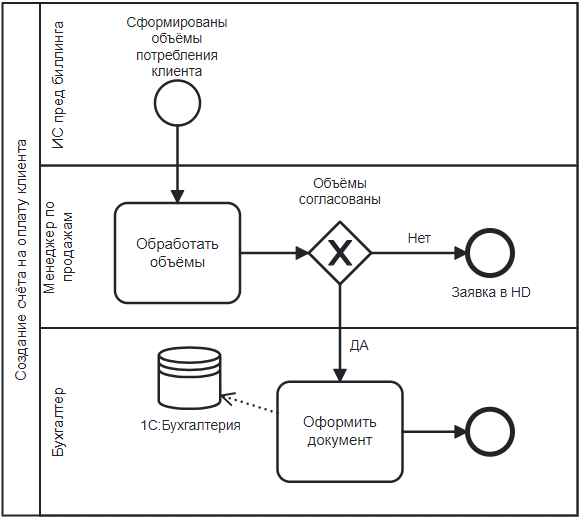 Создание счёта на оплату клиента
ИС пред биллинга
Сформированы
объёмы
потребления
клиента
Менеджер по
продажам
Обработать
объёмы
Объёмы
согласованы
Нет
Заявка в HD
ДА
Бухгалтер
1С:Бухгалтерия
Оформить
документ